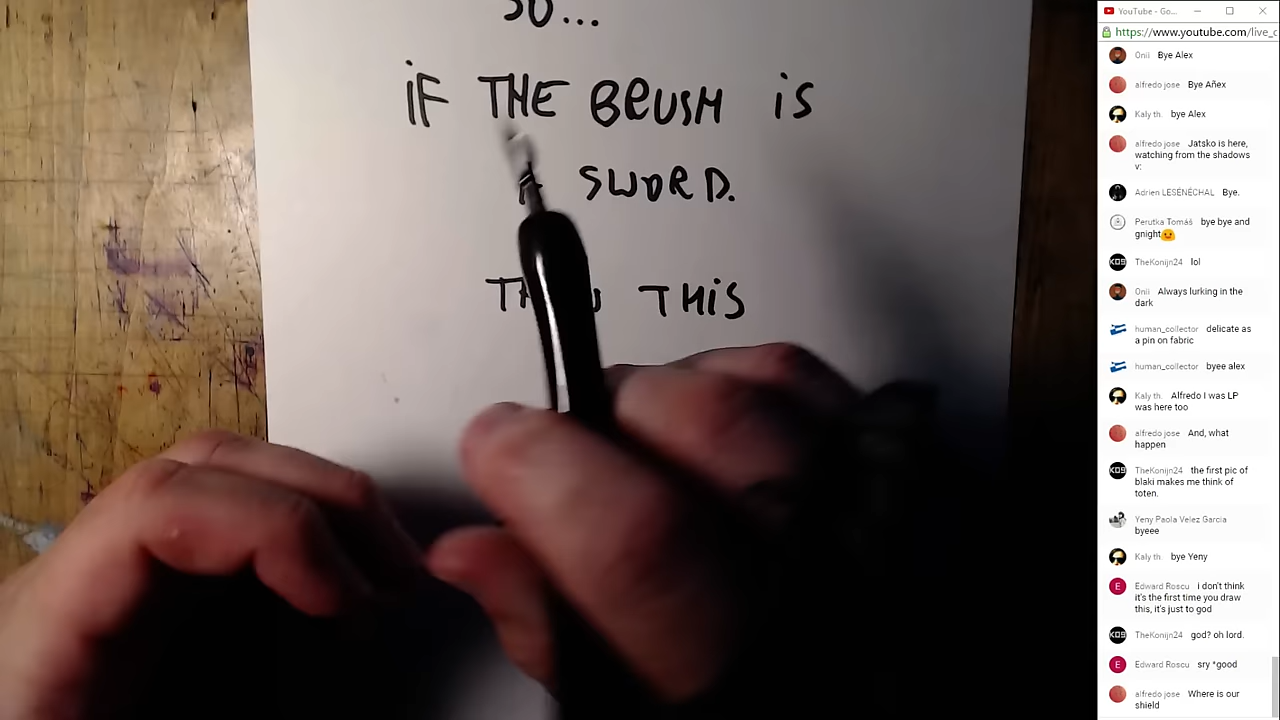 SO...
IF THE BRUSH IS
A SWORD.
THIS
YouTube - Go...
https://www.youtube.com/live_c
Onii Bye Alex
alfredo jose Bye Añex
Kaly th. bye Alex
alfredo jose Jatsko is here,
watching from the shadows
v:
Adrien LESÉNÉCHAL Bye.
Perutka Tomáš bye bye and
gnight
TheKonijn24 lol
Onii Always lurking in the
dark
human_collector delicate as
a pin on fabric
human_collector byee alex
Kaly th. Alfredo I was LP
was here too
alfredo jose And, what
happen
TheKonijn24 the first pic of
blaki makes me think of
toten.
Yeny Paola Velez Garcia
byeee
Kaly th. bye Yeny
E Edward Roscu i don't think
it's the first time you draw
this, it's just to god
TheKonijn24 god? oh lord.
E Edward Roscu sry *good
alfredo jose Where is our
shield